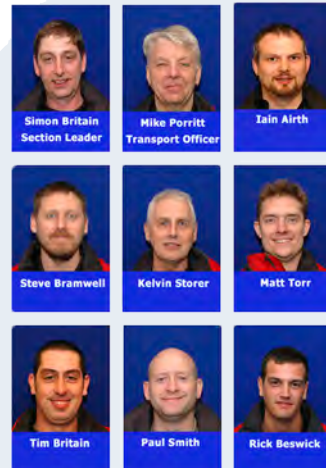 Simon Britain
Section Leader
Mike Porritt
Transport Officer
Iain Airth
Steve Bramwell
Kelvin Storer
Matt Torr
Tim Britain
Paul Smith
Rick Beswick